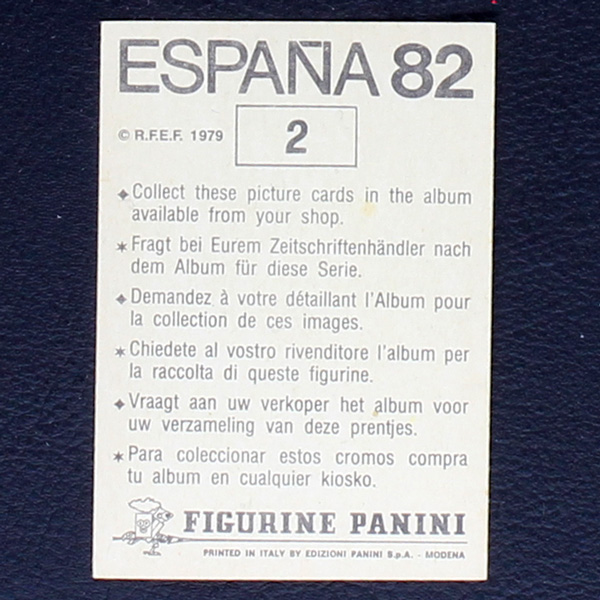 ESPAÑA 82
© R.F.E.F. 1979
2
✦ Collect these picture cards in the album
available from your shop.
✶ Fragt bei Eurem Zeitschriftenhändler nach
dem Album für diese Serie.
✦ Demandez à votre détaillant l'Album pour
la collection de ces images.
✶ Chiedete al vostro rivenditore l'album per
la raccolta di queste figurine.
✦ Vraagt aan uw verkoper het album voor
uw verzameling van deze prentjes.
✶ Para coleccionar estos cromos compra
tu album en cualquier kiosko.
FIGURINE PANINI
PRINTED IN ITALY BY EDIZIONI PANINI S.p.A. - MODENA